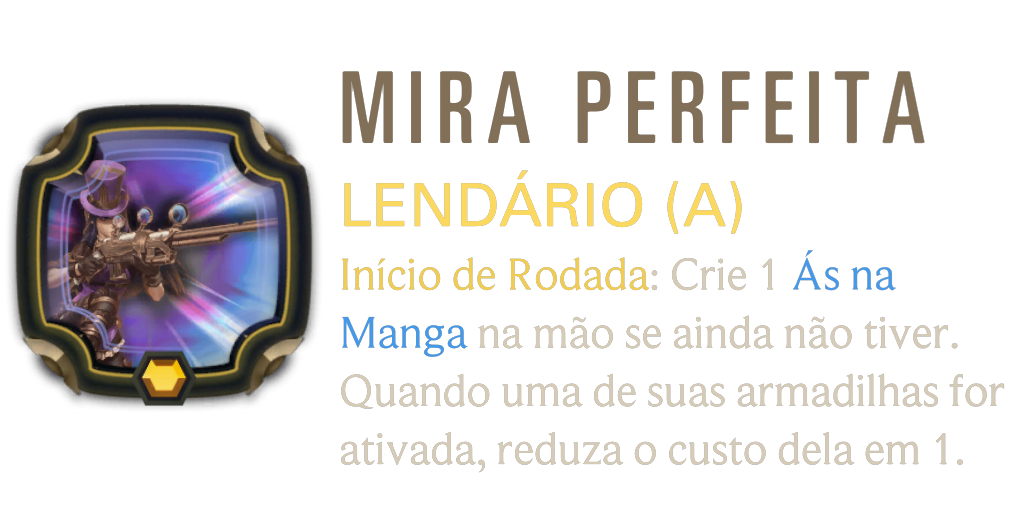 MIRA PERFEITA
LENDÁRIO (A)
Início de Rodada: Crie 1 Ás na
Manga na mão se ainda não tiver.
Quando uma de suas armadilhas for
ativada, reduza o custo dela em 1.